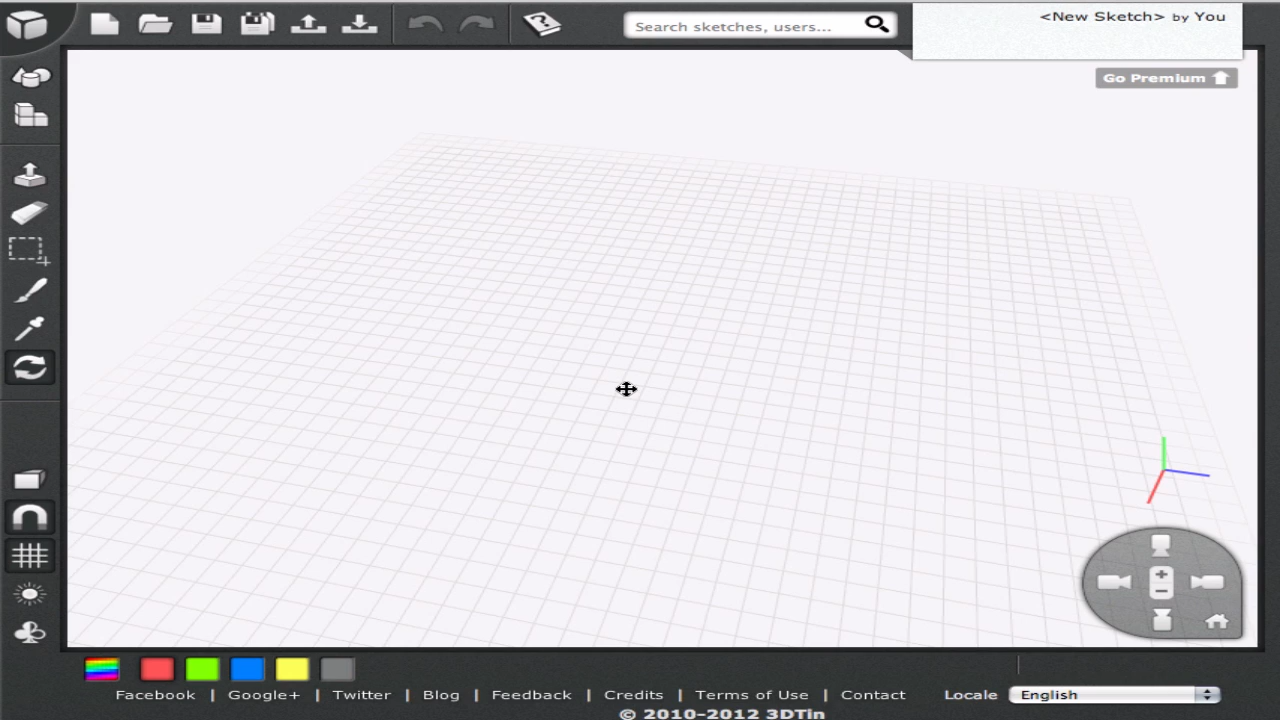 Search sketches, users...
<New Sketch> by You
Go Premium
Facebook | Google+ | Twitter | Blog | Feedback | Credits | Terms of Use | Contact Locale English
© 2010-2012 3DTin